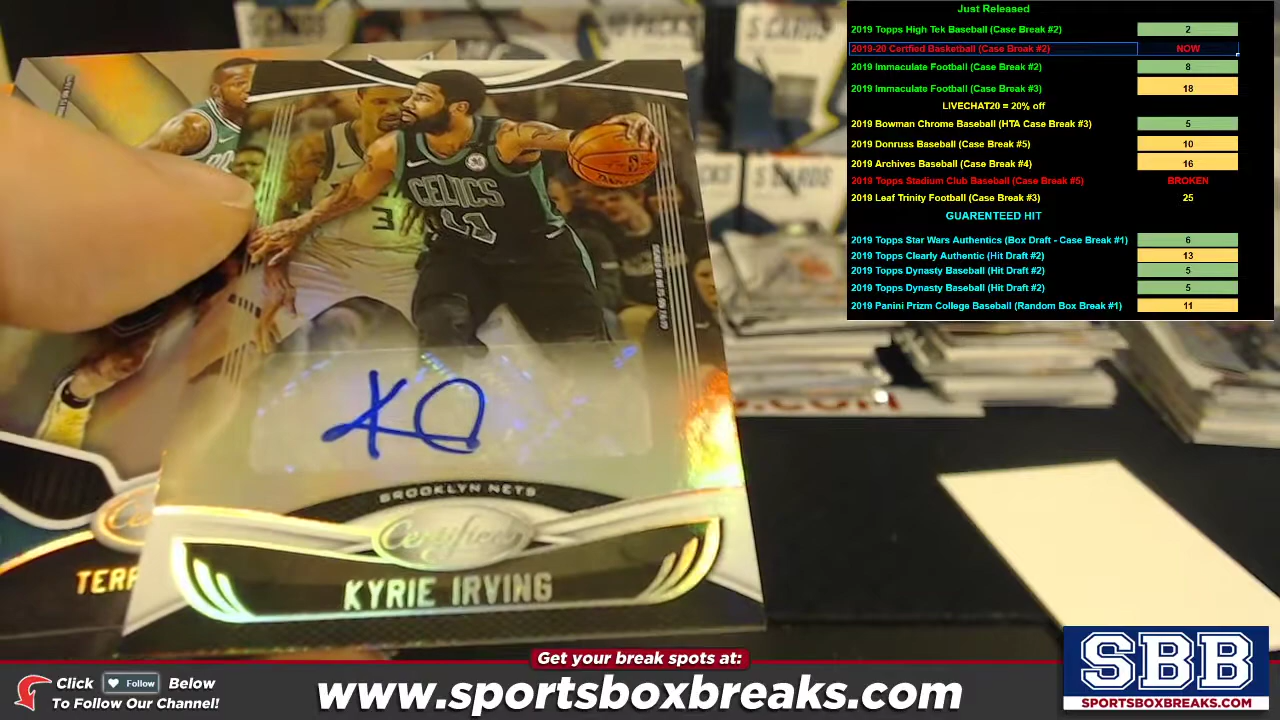 Just Released
2019 Topps High Tek Baseball (Case Break #2) 2
2019-20 Certfied Basketball (Case Break #2) NOW
2019 Immaculate Football (Case Break #2) 8
2019 Immaculate Football (Case Break #3) 18
LIVECHAT20 = 20% off
2019 Bowman Chrome Baseball (HTA Case Break #3) 5
2019 Donruss Baseball (Case Break #5) 10
2019 Archives Baseball (Case Break #4) 16
2019 Topps Stadium Club Baseball (Case Break #5) BROKEN
2019 Leaf Trinity Football (Case Break #3) 25
GUARENTEED HIT
2019 Topps Star Wars Authentics (Box Draft - Case Break #1) 6
2019 Topps Clearly Authentic (Hit Draft #2) 13
2019 Topps Dynasty Baseball (Hit Draft #2) 5
2019 Topps Dynasty Baseball (Hit Draft #2) 5
2019 Panini Prizm College Baseball (Random Box Break #1) 11
5 CARDS
CELTICS
11
3
BROOKLYN NETS
Certified
KYRIE IRVING
TERR
Get your break spots at:
www.sportsboxbreaks.com
Click Follow Below
To Follow Our Channel!
SBB
SPORTSBOXBREAKS.COM